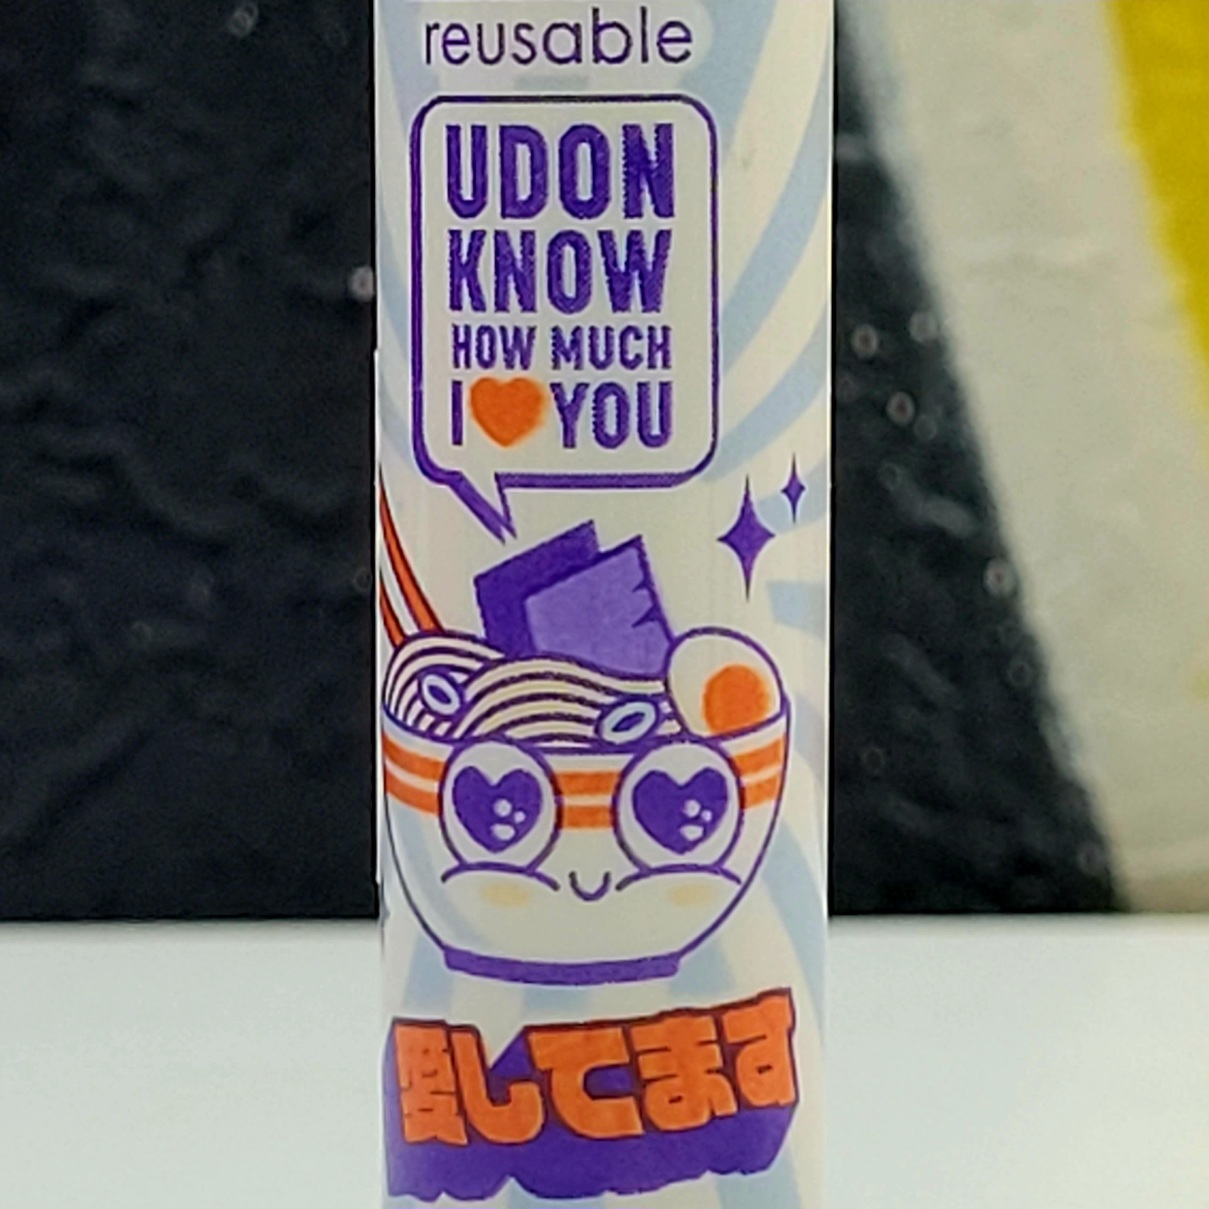 reusable
UDON
KNOW
HOW MUCH
I ❤ YOU
愛してます